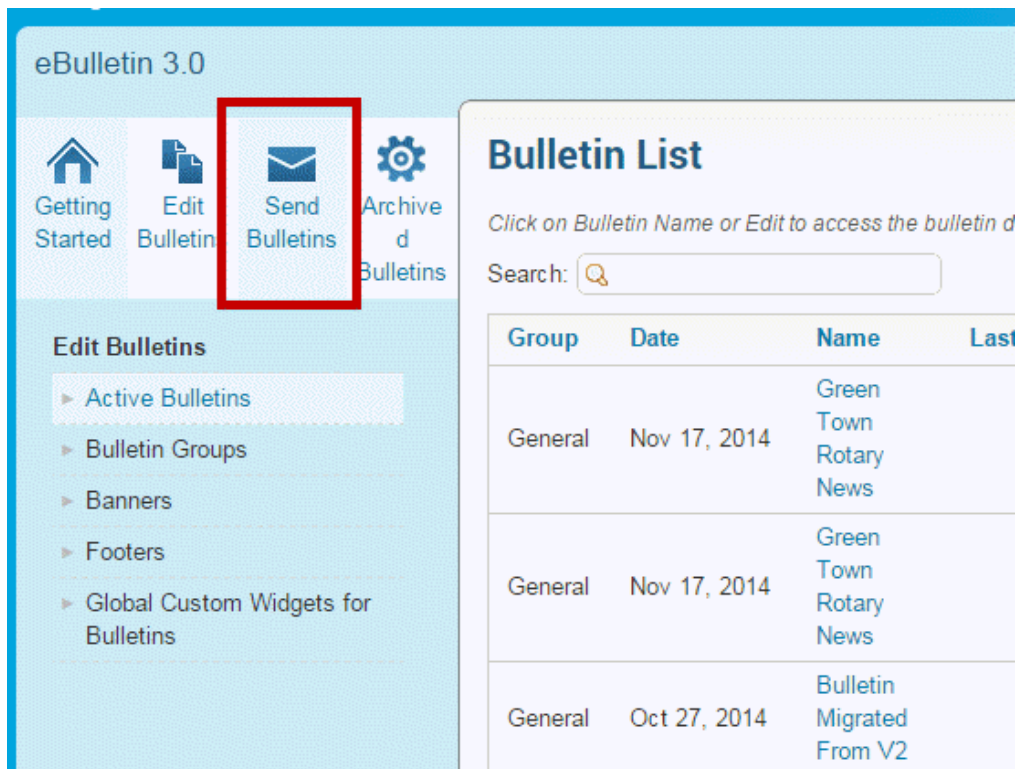 eBulletin 3.0
Getting
Started
Edit
Bulletin
Send
Bulletins
Archive
d
Bulletins
Edit Bulletins
Active Bulletins
Bulletin Groups
Banners
Footers
Global Custom Widgets for
Bulletins
Bulletin List
Click on Bulletin Name or Edit to access the bulletin d
Search:
Group Date Name Last
General Nov 17, 2014 Green
Town
Rotary
News
General Nov 17, 2014 Green
Town
Rotary
News
General Oct 27, 2014 Bulletin
Migrated
From V2